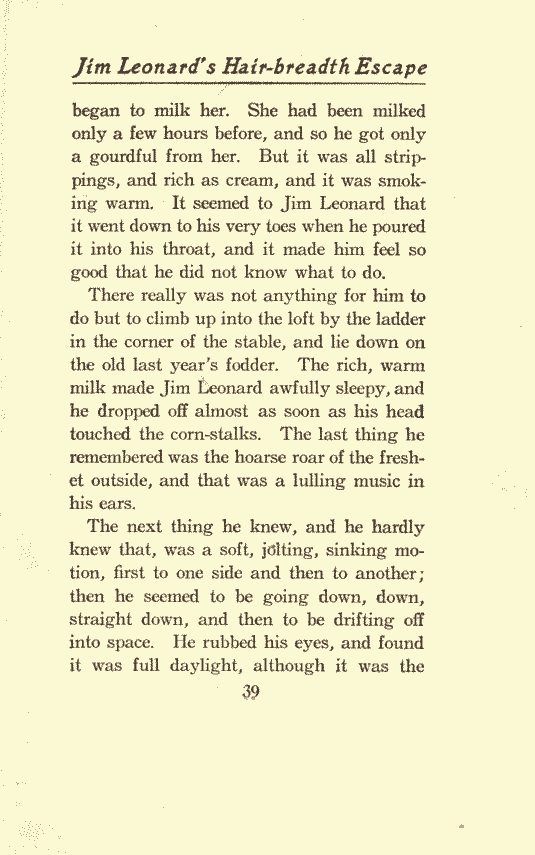 Jim Leonard's Hair-breadth Escape
began to milk her. She had been milked
only a few hours before, and so he got only
a gourdful from her. But it was all strip-
pings, and rich as cream, and it was smok-
ing warm. It seemed to Jim Leonard that
it went down to his very toes when he poured
it into his throat, and it made him feel so
good that he did not know what to do.
There really was not anything for him to
do but to climb up into the loft by the ladder
in the corner of the stable, and lie down on
the old last year's fodder. The rich, warm
milk made Jim Leonard awfully sleepy, and
he dropped off almost as soon as his head
touched the corn-stalks. The last thing he
remembered was the hoarse roar of the fresh-
et outside, and that was a lulling music in
his ears.
The next thing he knew, and he hardly
knew that, was a soft, jolting, sinking mo-
tion, first to one side and then to another;
then he seemed to be going down, down,
straight down, and then to be drifting off
into space. He rubbed his eyes, and found
it was full daylight, although it was the
39